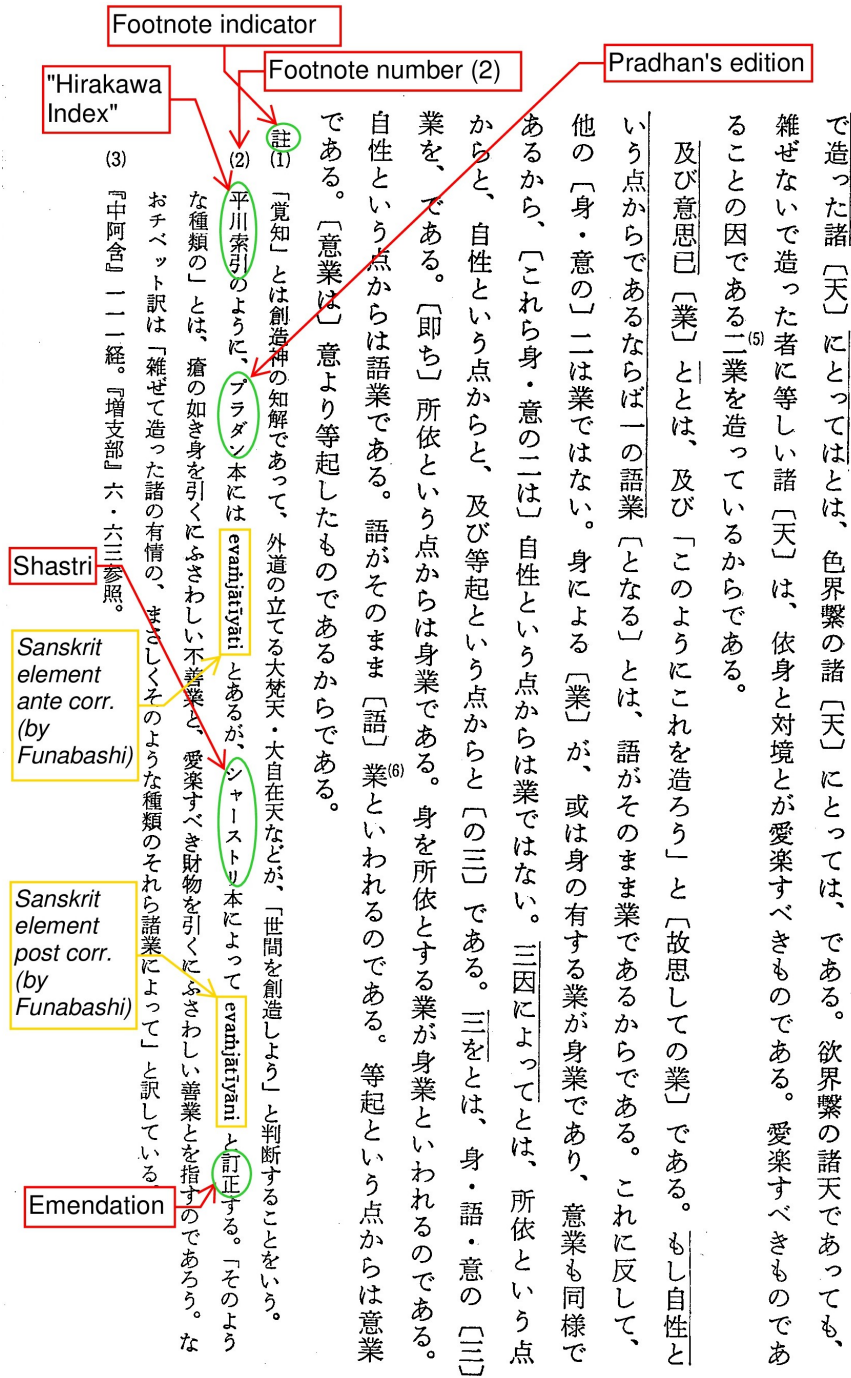 Footnote indicator
"Hirakawa
Index"
Footnote number (2)
Pradhan's edition
で造った諸〔天〕にとってはとは、色界繋の諸〔天〕にとっては、である。欲界繋の諸天であっても、
雑ぜないで造った者に等しい諸〔天〕は、依身と対境とが愛楽すべきものである。愛楽すべきものであ
ることの因である二業を造っているからである。(5)
及び意思已〔業〕ととは、及び「このようにこれを造ろう」と〔故思しての業〕である。もし自性と
いう点からであるならば一の語業〔となる〕とは、語がそのまま業であるからである。これに反して、
他の〔身・意の〕二は業ではない。身による〔業〕が、或は身の有する業が身業であり、意業も同様で
あるから、〔これら身・意の二は〕自性という点からは業ではない。三因によってとは、所依という点
からと、自性という点からと、及び等起という点からと〔の三〕である。三をとは、身・語・意の〔三〕
業を、である。〔即ち〕所依という点からは身業である。身を所依とする業が身業といわれるのである。
自性という点からは語業である。語がそのまま〔語〕業(6)といわれるのである。等起という点からは意業
である。〔意業は〕意より等起したものであるからである。
註(1) 「覚知」とは創造神の知解であって、外道の立てる大梵天・大自在天などが、「世間を創造しよう」と判断することをいう。
(2) 平川索引のように、プラダン本には evaṁjātīyāti とあるが、シャーストリ本によって evaṁjātīyāni と訂正する。「そのよう
な種類の」とは、瘡の如き身を引くにふさわしい不善業と、愛楽すべき財物を引くにふさわしい善業とを指すのであろう。な
おチベット訳は「雑ぜて造った諸の有情の、まさしくそのような種類のそれら諸業によって」と訳している。
(3) 『中阿含』一一一経。『増支部』六・六三参照。
Shastri
Sanskrit
element
ante corr.
(by
Funabashi)
Sanskrit
element
post corr.
(by
Funabashi)
Emendation